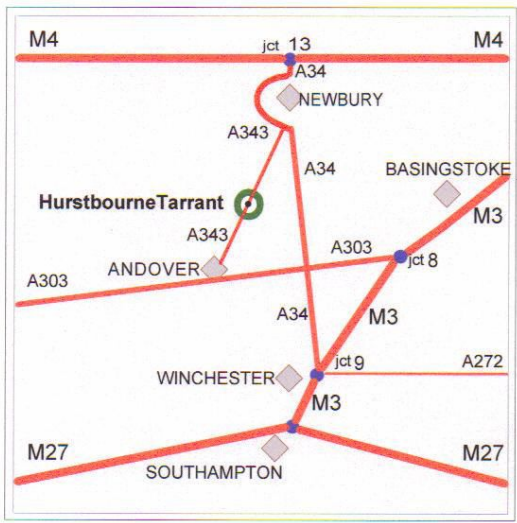 M4
jct 13
M4
A34
NEWBURY
A343
A34
BASINGSTOKE
HurstbourneTarrant
M3
A343
A303
ANDOVER
jct 8
A303
A34
M3
jct 9
A272
WINCHESTER
M3
M27
M27
SOUTHAMPTON